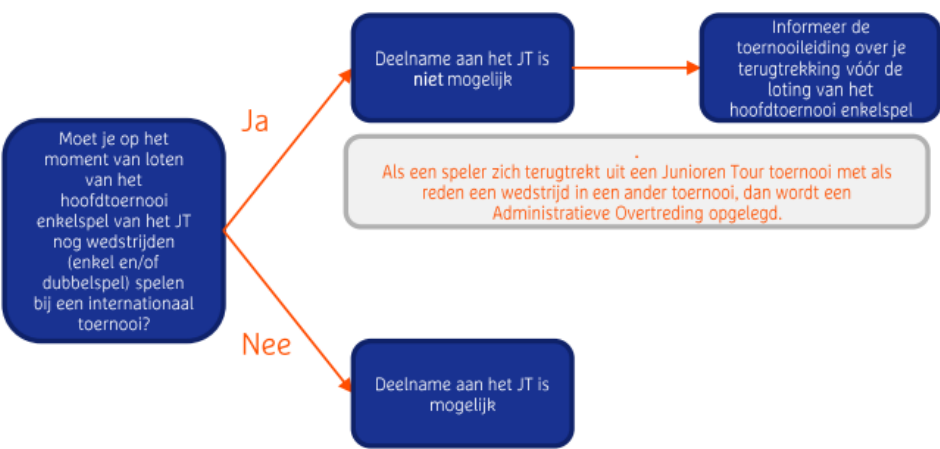 Moet je op het
moment van loten
van het
hoofdtoernooi
enkelspel van het JT
nog wedstrijden
(enkel en/of
dubbelspel) spelen
bij een internationaal
toernooi?
Ja
Deelname aan het JT is
niet mogelijk
Informeer de
toernooileiding over je
terugtrekking vóór de
loting van het
hoofdtoernooi enkelspel
.
Als een speler zich terugtrekt uit een Junioren Tour toernooi met als
reden een wedstrijd in een ander toernooi, dan wordt een
Administratieve Overtreding opgelegd.
Nee
Deelname aan het JT is
mogelijk